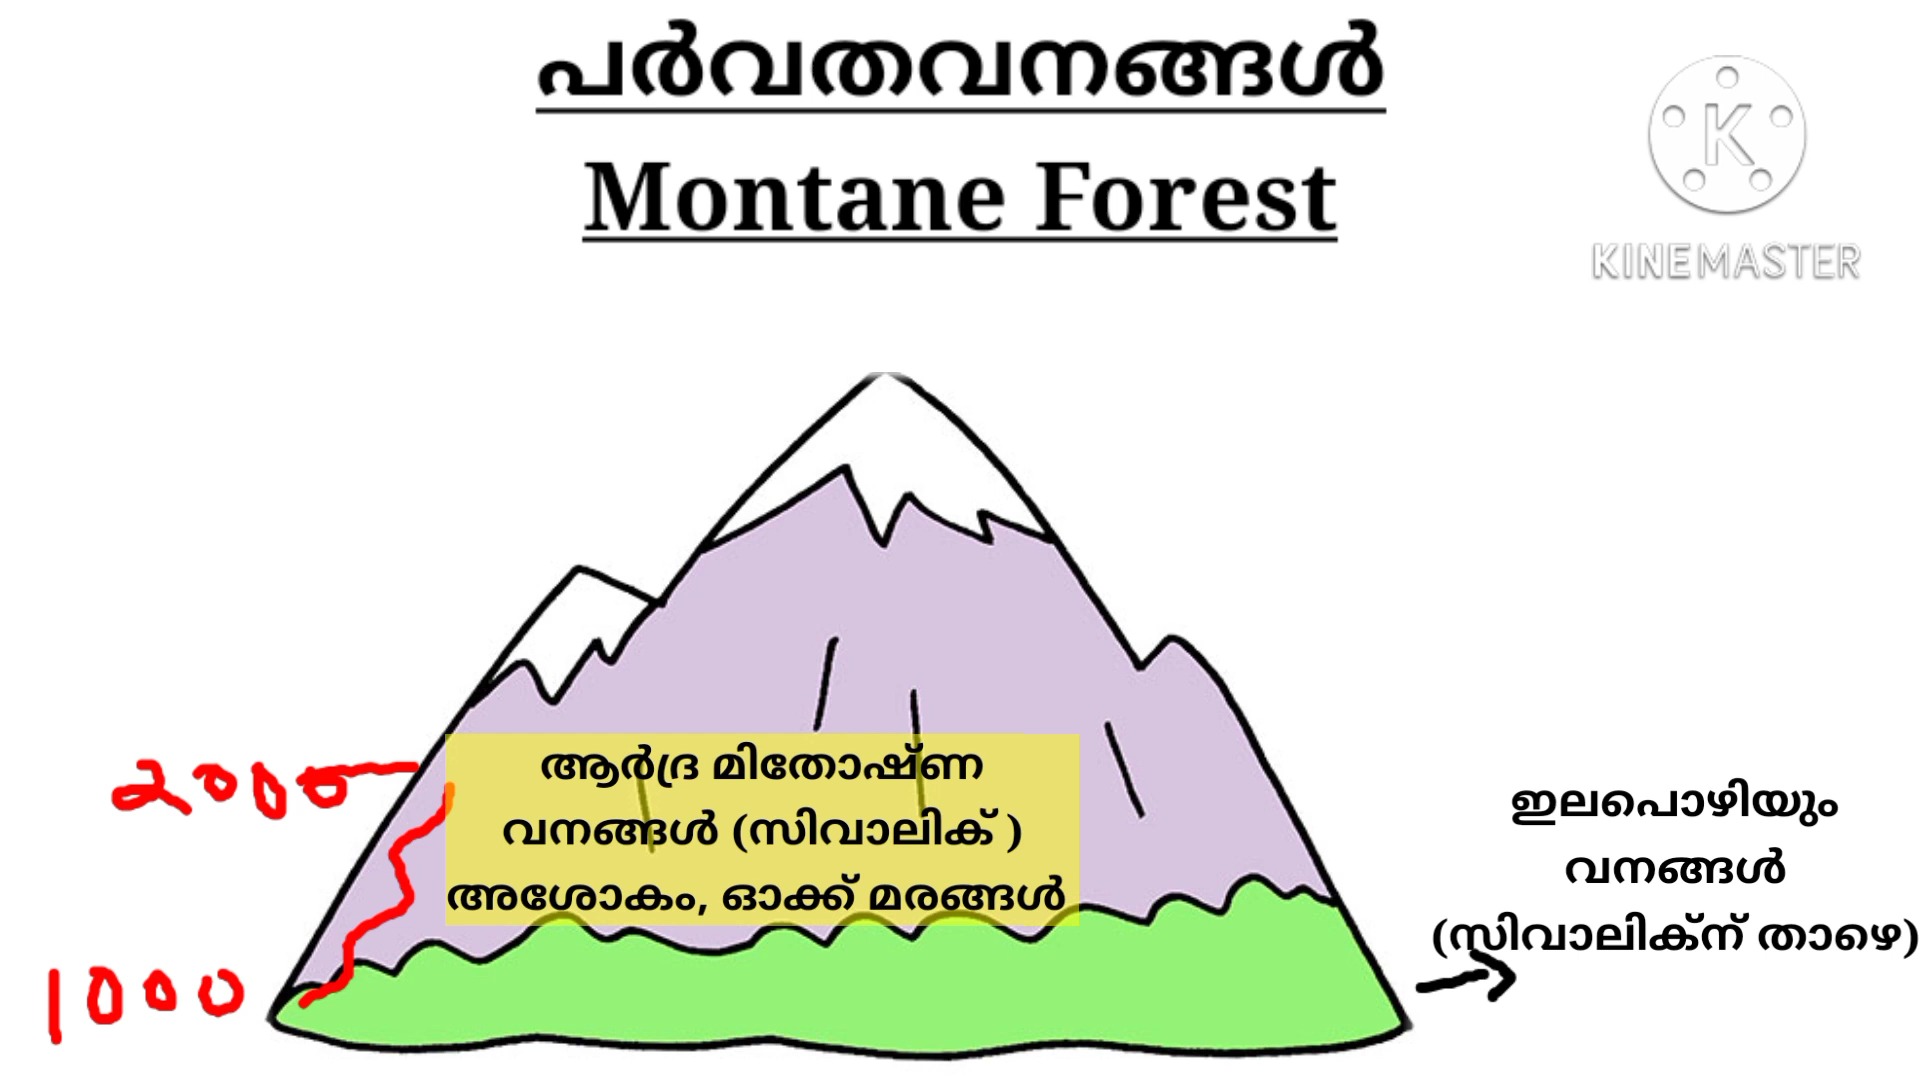 പർവതവനങ്ങൾ
Montane Forest
K
KINEMASTER
2000
ആർദ്ര മിതോഷ്ണ
വനങ്ങൾ (സിവാലിക് )
അശോകം, ഓക്ക് മരങ്ങൾ
ഇലപൊഴിയും
വനങ്ങൾ
(സിവാലിക്ന് താഴെ)
1000